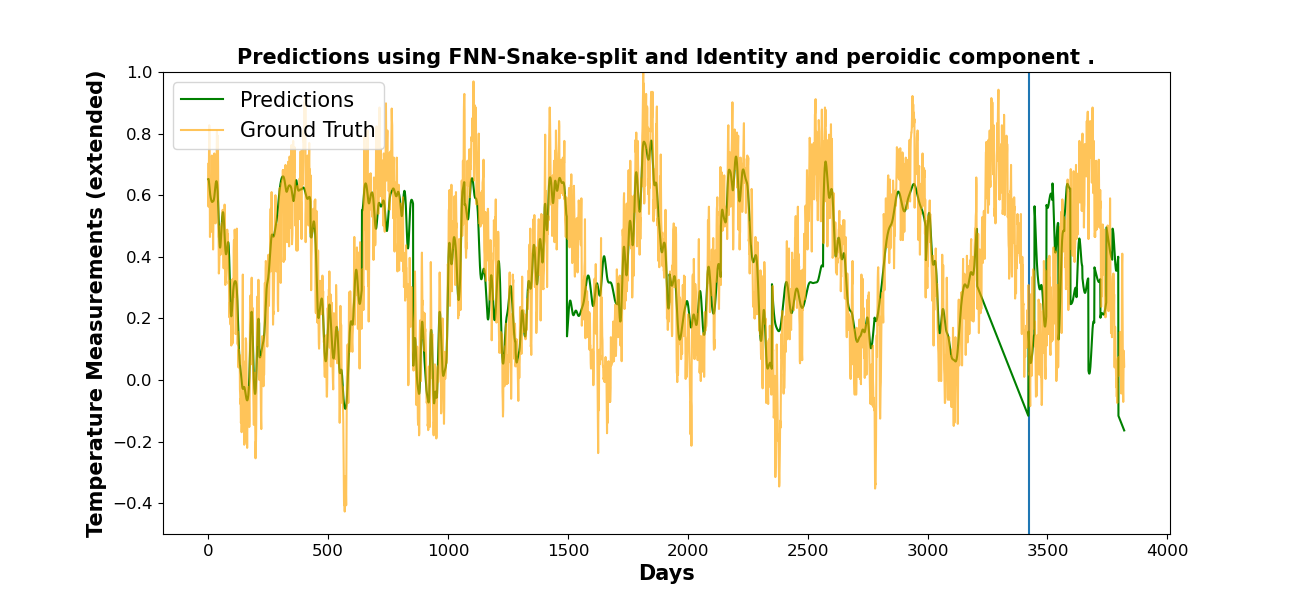 Predictions using FNN-Snake-split and Identity and peroidic component .
Temperature Measurements (extended)
1.0
0.8
0.6
0.4
0.2
0.0
−0.2
−0.4
Predictions
Ground Truth
0 500 1000 1500 2000 2500 3000 3500 4000
Days